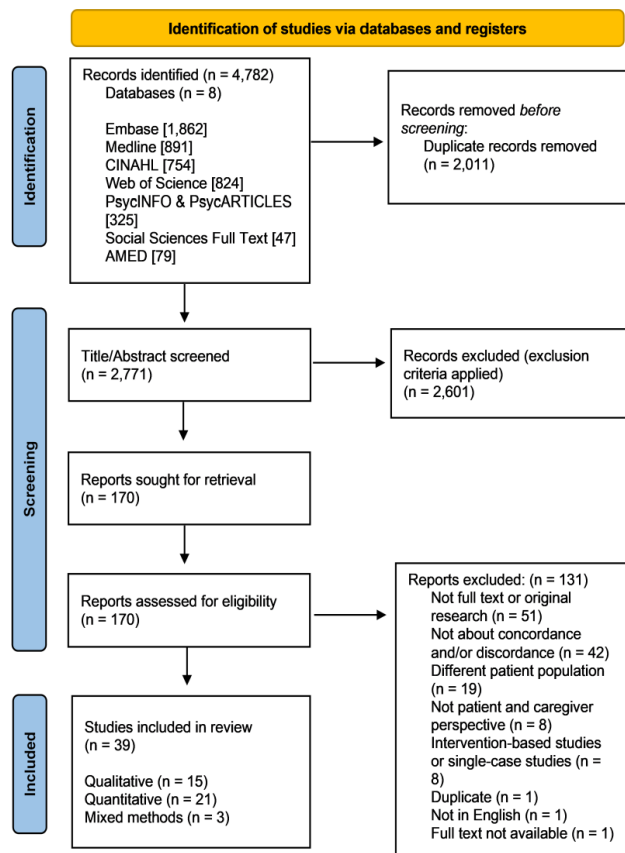 Identification of studies via databases and registers
Identification
Records identified (n = 4,782)
Databases (n = 8)
Embase [1,862]
Medline [891]
CINAHL [754]
Web of Science [824]
PsycINFO & PsycARTICLES
[325]
Social Sciences Full Text [47]
AMED [79]
Records removed before
screening:
Duplicate records removed
(n = 2,011)
Screening
Title/Abstract screened
(n = 2,771)
Records excluded (exclusion
criteria applied)
(n = 2,601)
Reports sought for retrieval
(n = 170)
Reports assessed for eligibility
(n = 170)
Reports excluded: (n = 131)
Not full text or original
research (n = 51)
Not about concordance
and/or discordance (n = 42)
Different patient population
(n = 19)
Not patient and caregiver
perspective (n = 8)
Intervention-based studies
or single-case studies (n =
8)
Duplicate (n = 1)
Not in English (n = 1)
Full text not available (n = 1)
Included
Studies included in review
(n = 39)
Qualitative (n = 15)
Quantitative (n = 21)
Mixed methods (n = 3)